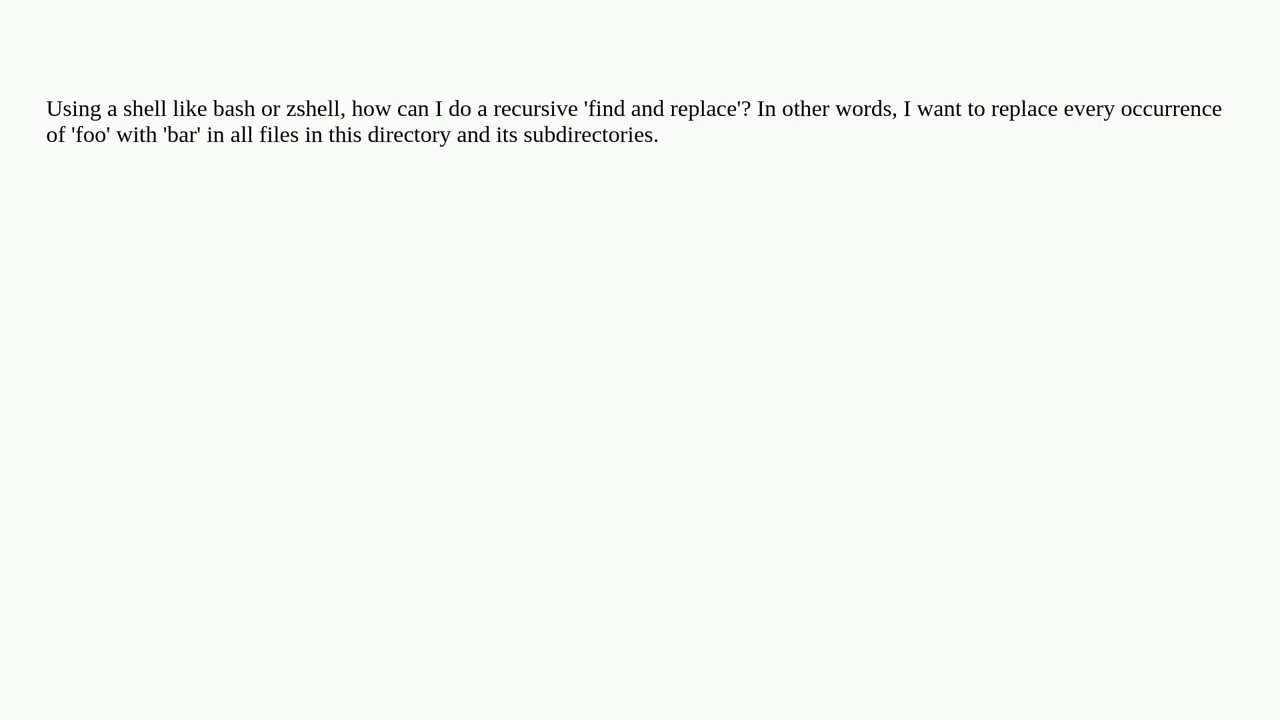 Using a shell like bash or zshell, how can I do a recursive 'find and replace'? In other words, I want to replace every occurrence
of 'foo' with 'bar' in all files in this directory and its subdirectories.